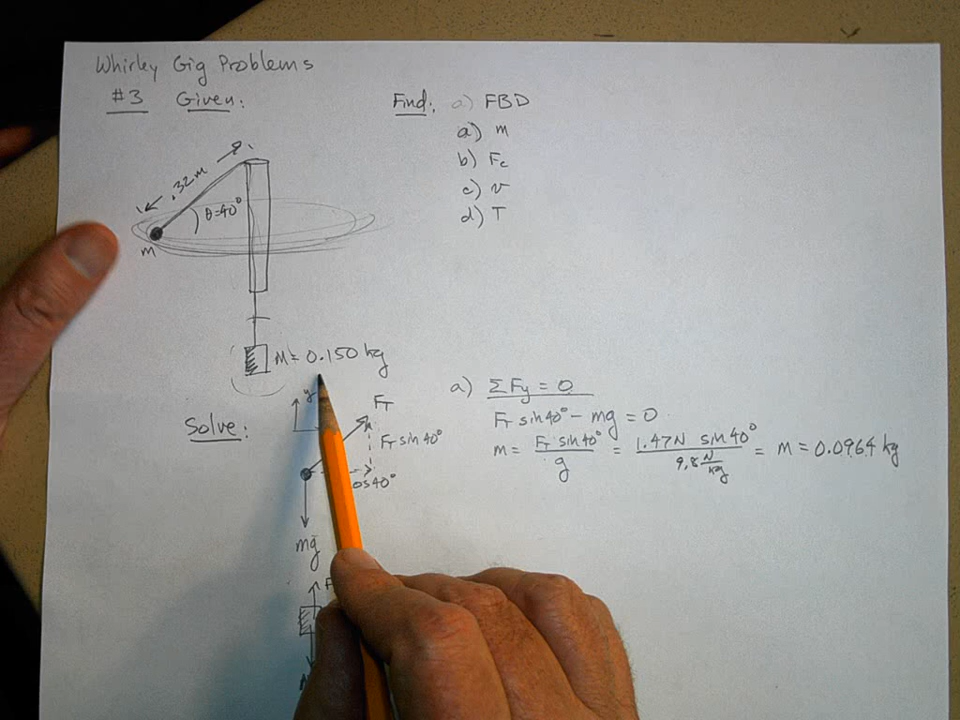 Whirley Gig Problems
#3 Given:
Find: a) FBD
a) m
b) Fc
c) v
d) T
.32m
θ=40°
m
M = 0.150 kg
Solve:
y
FT
FT sin40°
os40°
mg
F
a) ΣFy = 0
FT sin40° - mg = 0
m = FT sin40° / g = 1.47N sin40° / 9.8 N/kg = m = 0.0964 kg